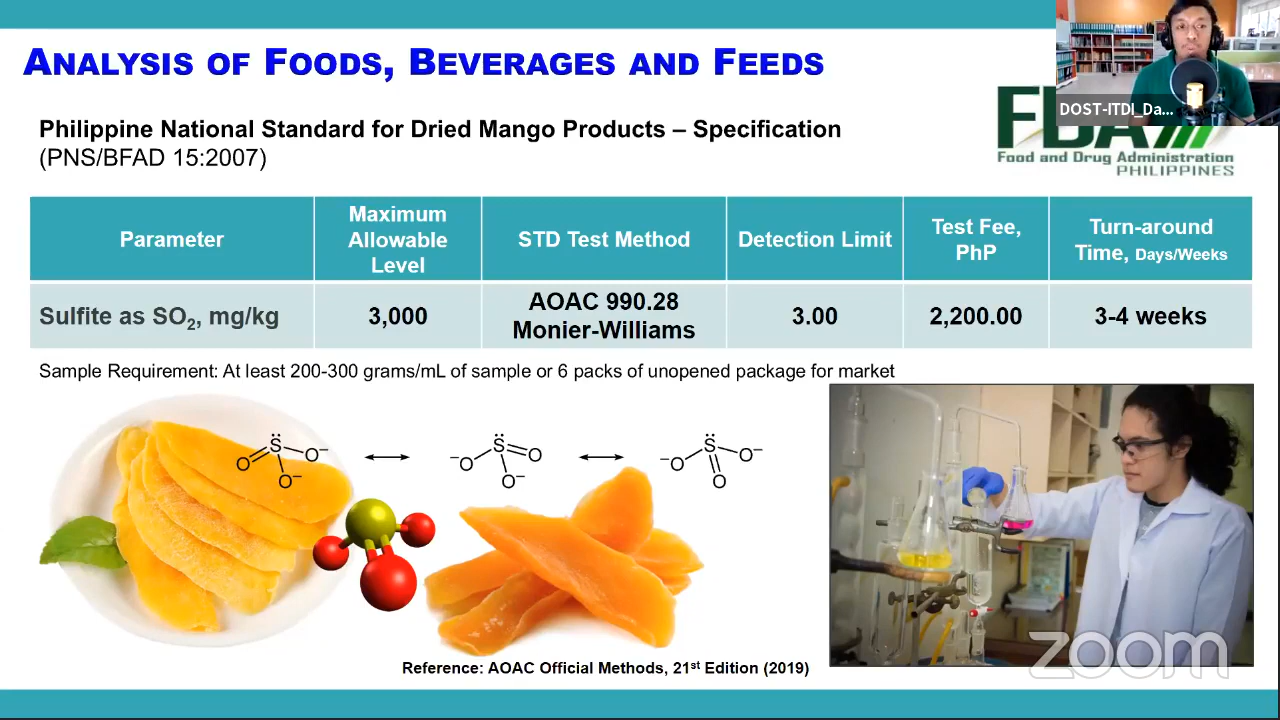 ANALYSIS OF FOODS, BEVERAGES AND FEEDS
DOST-ITDI_Da...
Philippine National Standard for Dried Mango Products – Specification
(PNS/BFAD 15:2007)
FDA
Food and Drug Administration
PHILIPPINES
Parameter
Maximum
Allowable
Level
STD Test Method
Detection Limit
Test Fee,
PhP
Turn-around
Time, Days/Weeks
Sulfite as SO₂, mg/kg
3,000
AOAC 990.28
Monier-Williams
3.00
2,200.00
3-4 weeks
Sample Requirement: At least 200-300 grams/mL of sample or 6 packs of unopened package for market
S
O
O⁻
O⁻
S
⁻O
O
O⁻
S
⁻O
O⁻
O
zoom
Reference: AOAC Official Methods, 21st Edition (2019)